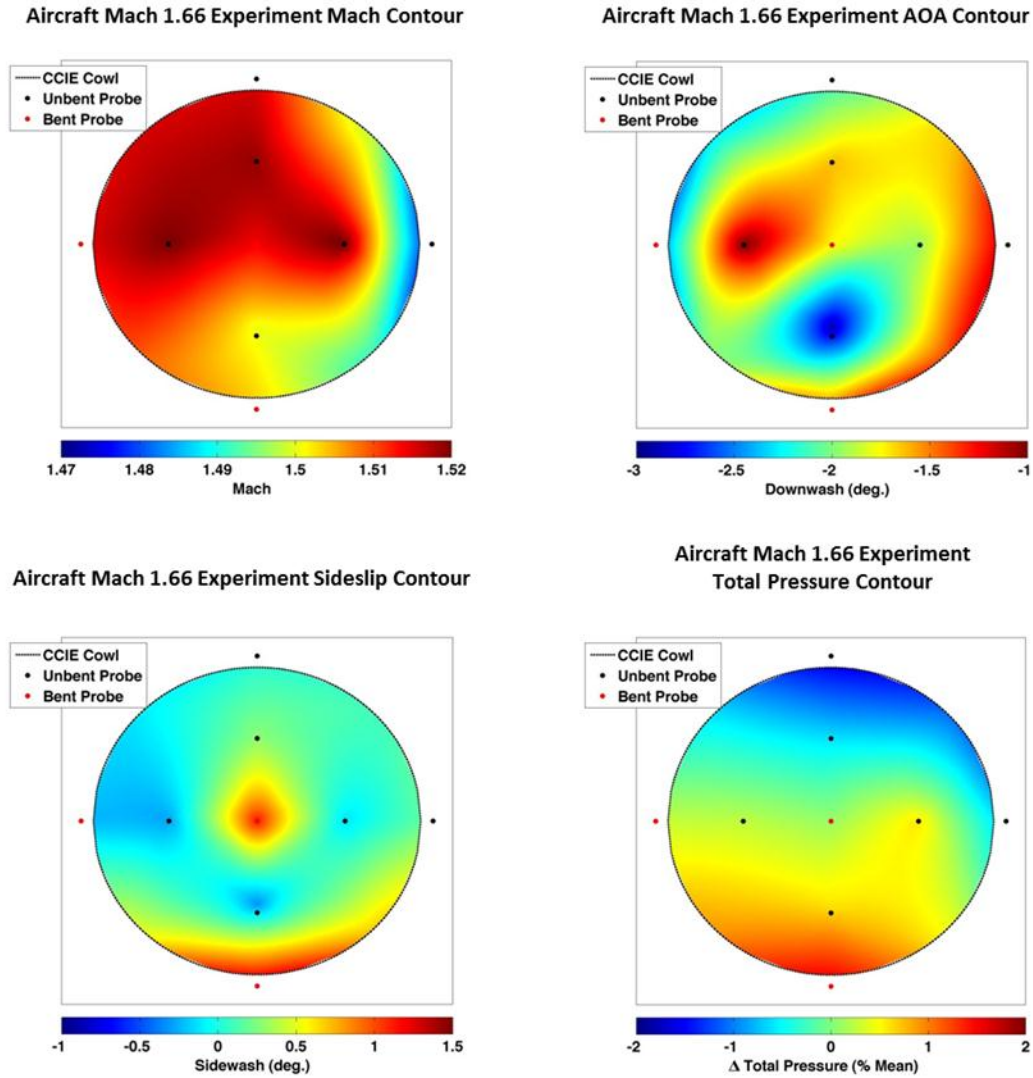 Aircraft Mach 1.66 Experiment Mach Contour
CCIE Cowl
Unbent Probe
Bent Probe
1.47 1.48 1.49 1.5 1.51 1.52
Mach
Aircraft Mach 1.66 Experiment AOA Contour
CCIE Cowl
Unbent Probe
Bent Probe
-3 -2.5 -2 -1.5 -1
Downwash (deg.)
Aircraft Mach 1.66 Experiment Sideslip Contour
CCIE Cowl
Unbent Probe
Bent Probe
-1 -0.5 0 0.5 1 1.5
Sidewash (deg.)
Aircraft Mach 1.66 Experiment
Total Pressure Contour
CCIE Cowl
Unbent Probe
Bent Probe
-2 -1 0 1 2
Δ Total Pressure (% Mean)